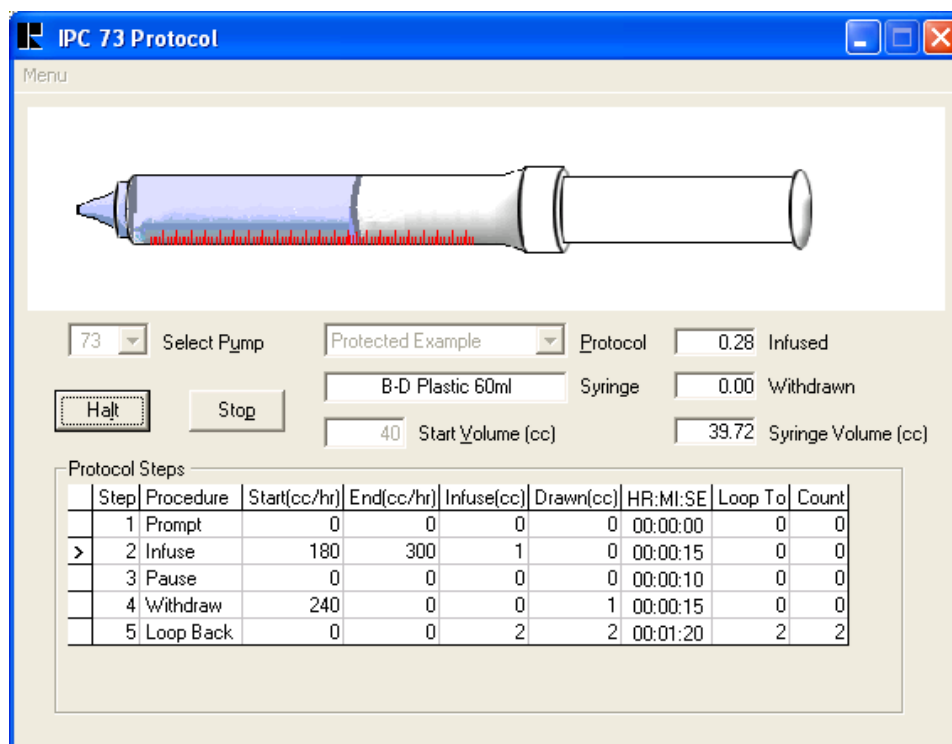 IPC 73 Protocol
Menu
73 Select Pump Protected Example Protocol 0.28 Infused
B-D Plastic 60ml Syringe 0.00 Withdrawn
Halt Stop
40 Start Volume (cc) 39.72 Syringe Volume (cc)
Protocol Steps
Step Procedure Start(cc/hr) End(cc/hr) Infuse(cc) Drawn(cc) HR:MI:SE Loop To Count
1 Prompt 0 0 0 0 00:00:00 0 0
> 2 Infuse 180 300 1 0 00:00:15 0 0
3 Pause 0 0 0 0 00:00:10 0 0
4 Withdraw 240 0 0 1 00:00:15 0 0
5 Loop Back 0 0 2 2 00:01:20 2 2